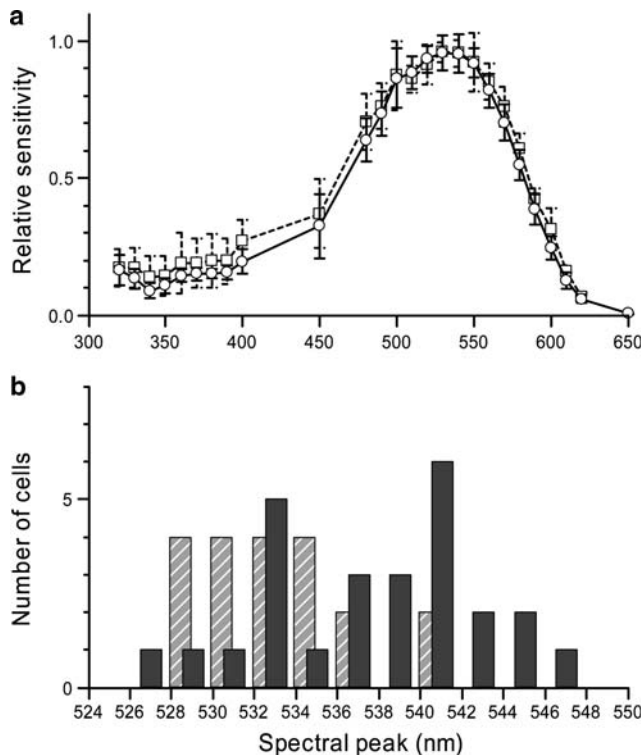 a
1.0
0.5
0.0
Relative sensitivity
300 350 400 450 500 550 600 650
b
5
0
Number of cells
524 526 528 530 532 534 536 538 540 542 544 546 548 550
Spectral peak (nm)